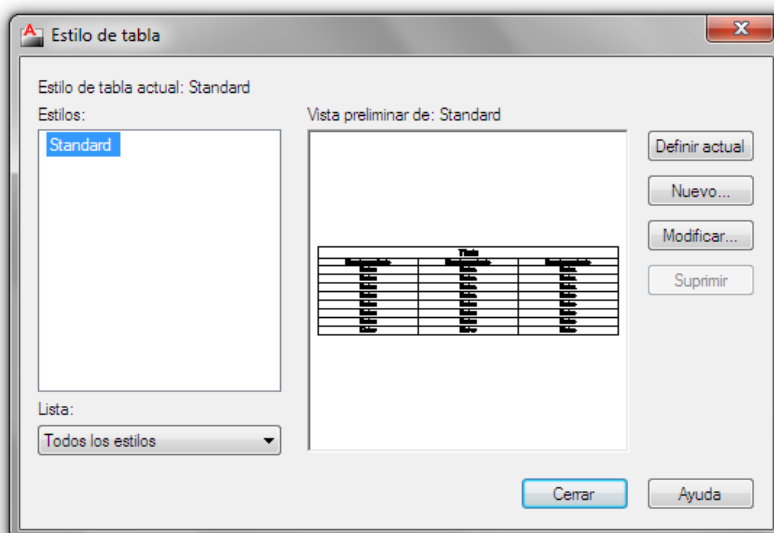 Estilo de tabla
Estilo de tabla actual: Standard
Estilos:
Standard
Vista preliminar de: Standard
Definir actual
Nuevo...
Modificar...
Suprimir
Lista:
Todos los estilos
Cerrar
Ayuda